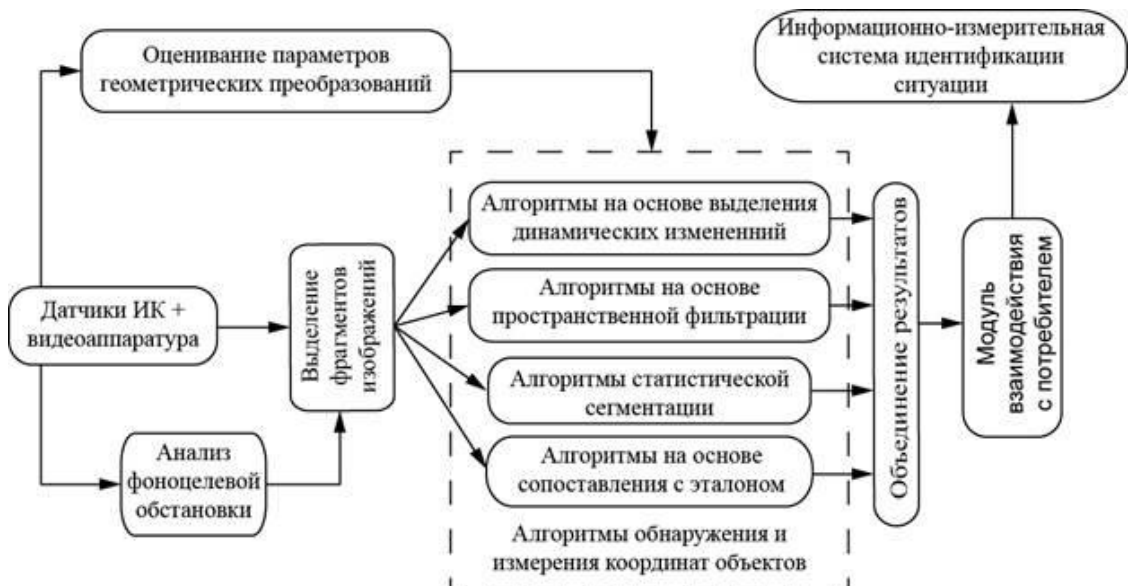 Оценивание параметров
геометрических преобразований
Информационно-измерительная
система идентификации
ситуации
Датчики ИК +
видеоаппаратура
Анализ
фоноцелевой
обстановки
Выделение
фрагментов
изображений
Алгоритмы на основе выделения
динамических измененний
Алгоритмы на основе
пространственной фильтрации
Алгоритмы статистической
сегментации
Алгоритмы на основе
сопоставления с эталоном
Алгоритмы обнаружения и
измерения координат объектов
Объединение результатов
Модуль
взаимодействия
с потребителем